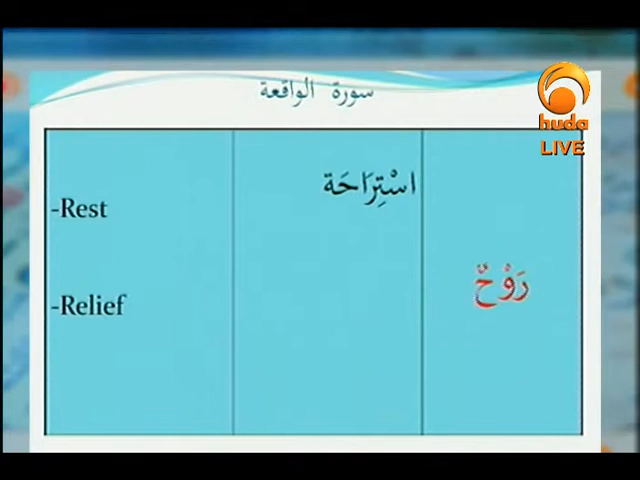 سورة الواقعة
huda
LIVE
رَوْحٌ
اسْتِرَاحَة
-Rest
-Relief